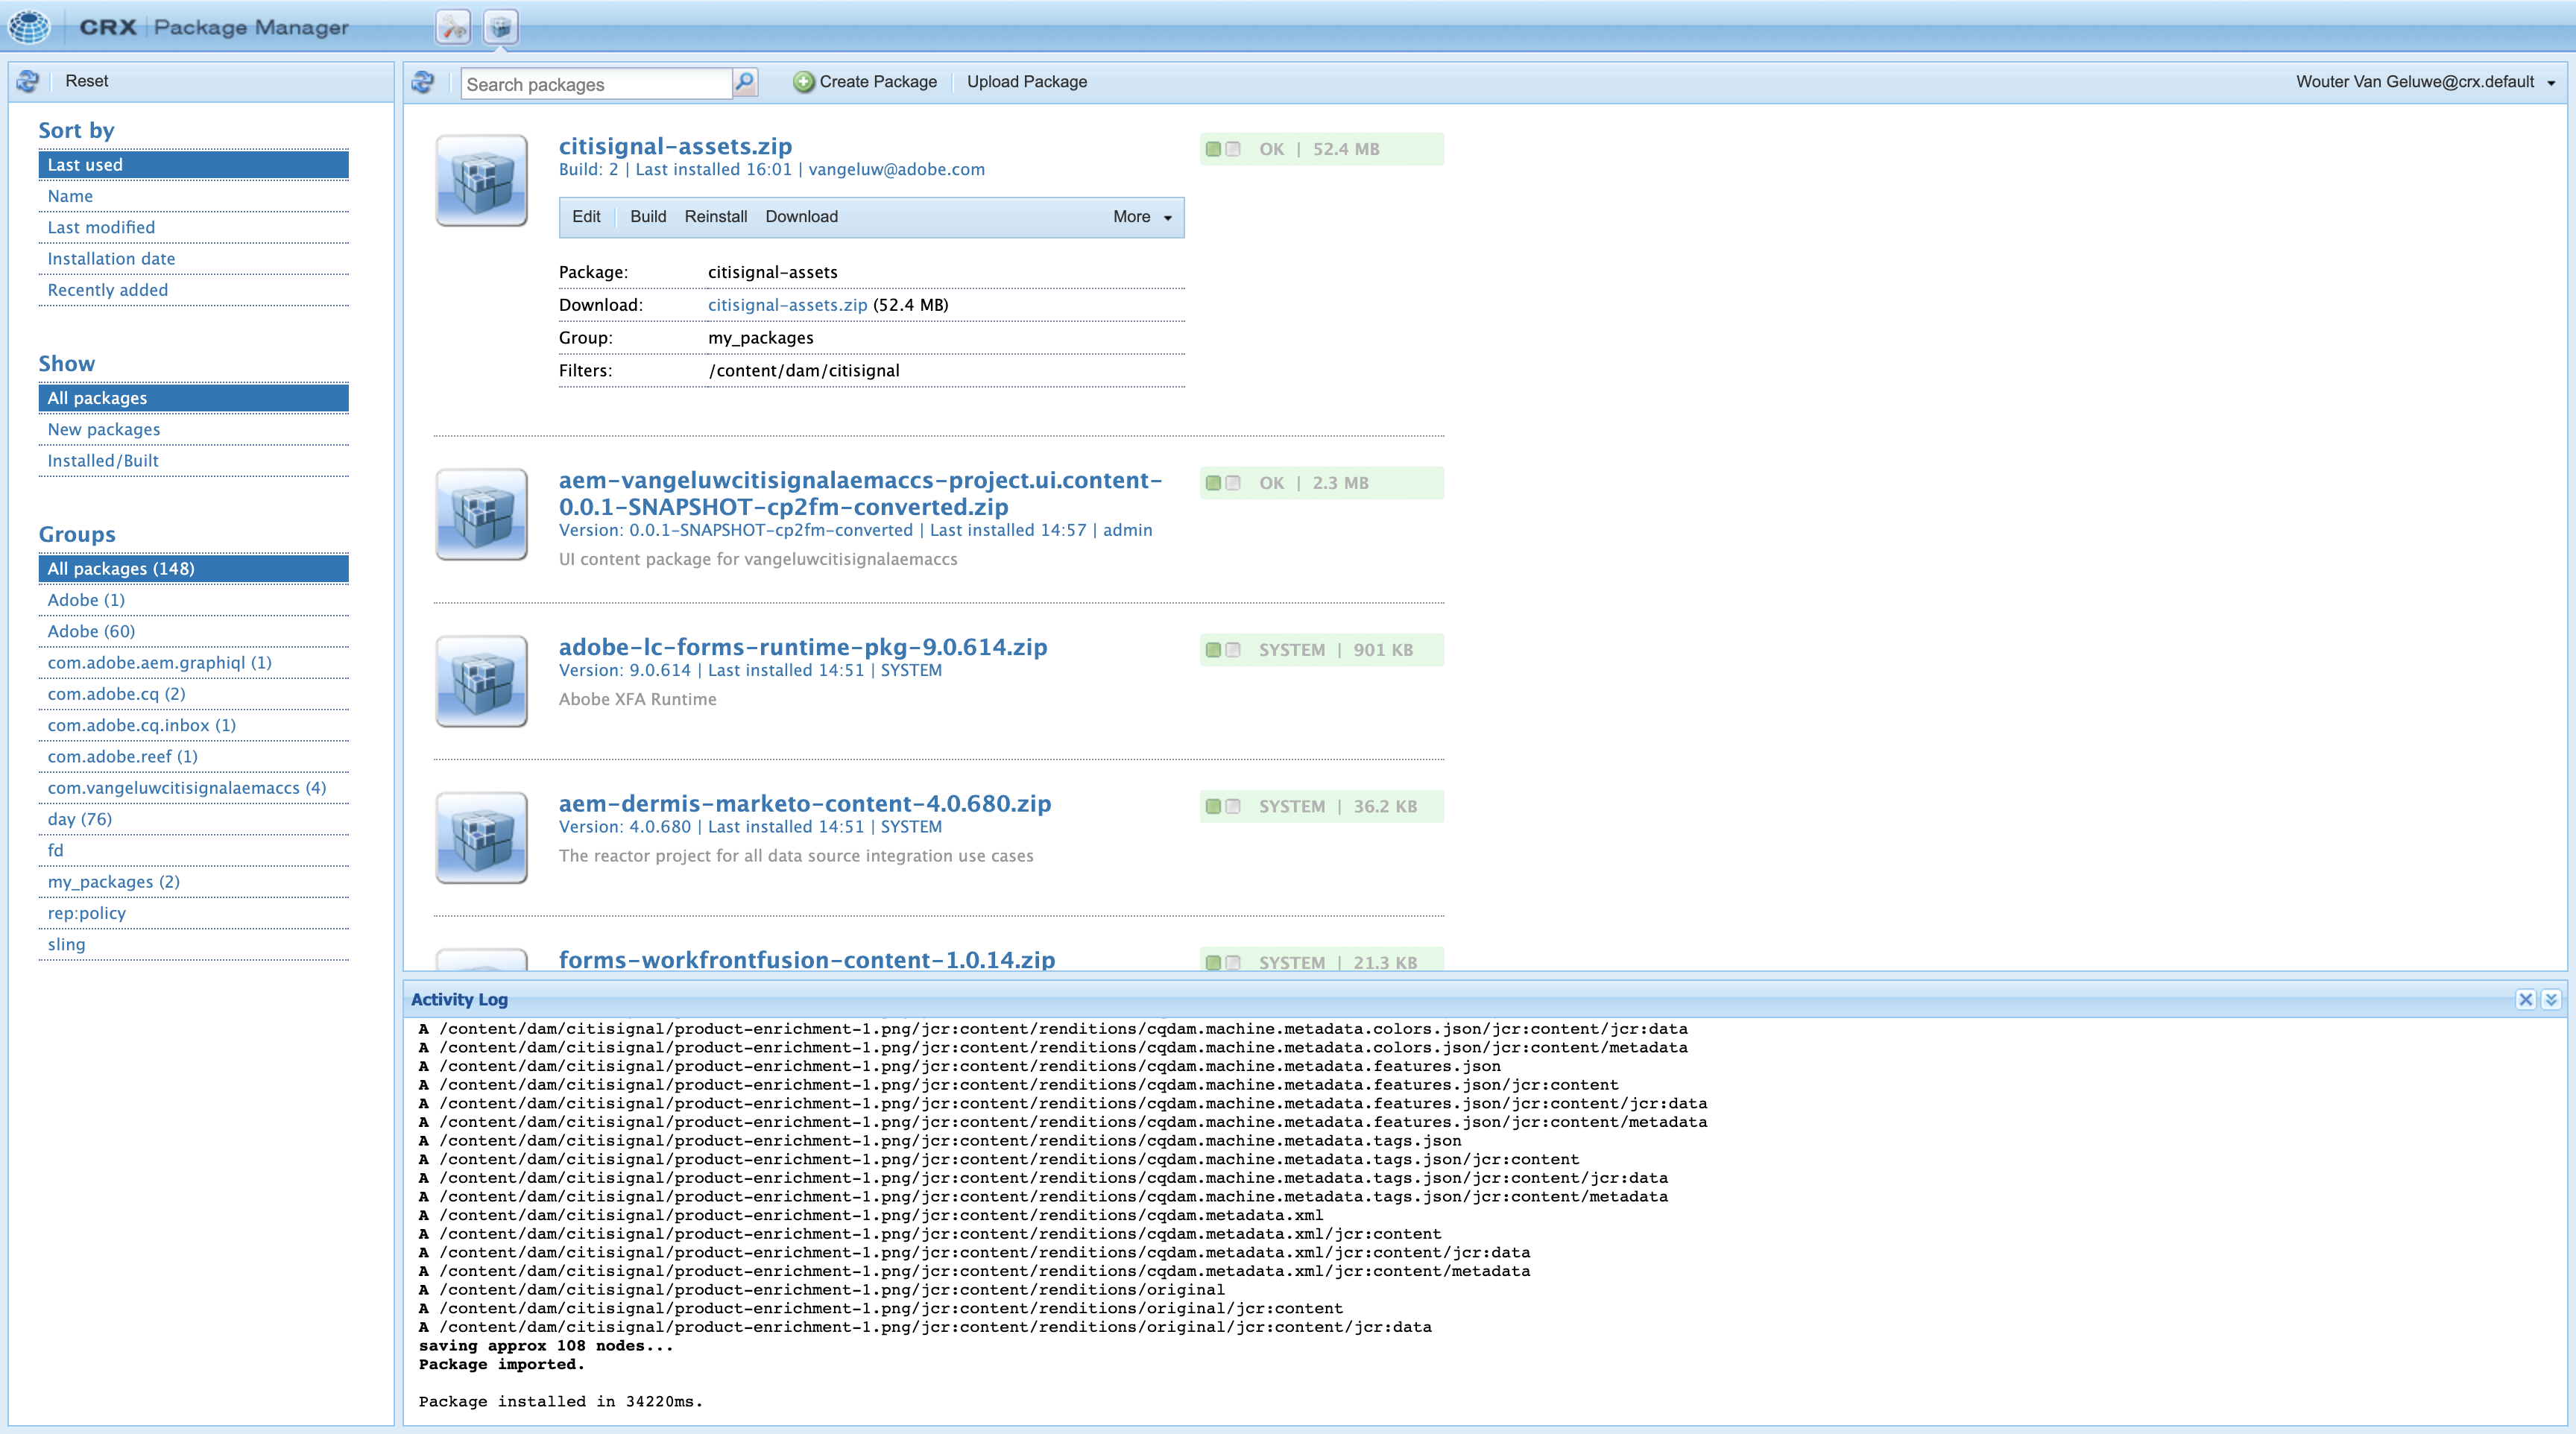 CRX Package Manager
Reset
Sort by
Last used
Name
Last modified
Installation date
Recently added
Show
All packages
New packages
Installed/Built
Groups
All packages (148)
Adobe (1)
Adobe (60)
com.adobe.aem.graphiql (1)
com.adobe.cq (2)
com.adobe.cq.inbox (1)
com.adobe.reef (1)
com.vangeluwcitisignalaemaccs (4)
day (76)
fd
my_packages (2)
rep:policy
sling
Search packages
Create Package
Upload Package
Wouter Van Geluwe@crx.default
citisignal-assets.zip
Build: 2 | Last installed 16:01 | vangeluw@adobe.com
OK | 52.4 MB
Edit Build Reinstall Download More
Package: citisignal-assets
Download: citisignal-assets.zip (52.4 MB)
Group: my_packages
Filters: /content/dam/citisignal
aem-vangeluwcitisignalaemaccs-project.ui.content-
0.0.1-SNAPSHOT-cp2fm-converted.zip
Version: 0.0.1-SNAPSHOT-cp2fm-converted | Last installed 14:57 | admin
UI content package for vangeluwcitisignalaemaccs
OK | 2.3 MB
adobe-lc-forms-runtime-pkg-9.0.614.zip
Version: 9.0.614 | Last installed 14:51 | SYSTEM
Abobe XFA Runtime
SYSTEM | 901 KB
aem-dermis-marketo-content-4.0.680.zip
Version: 4.0.680 | Last installed 14:51 | SYSTEM
The reactor project for all data source integration use cases
SYSTEM | 36.2 KB
forms-workfrontfusion-content-1.0.14.zip
SYSTEM | 21.3 KB
Activity Log
A /content/dam/citisignal/product-enrichment-1.png/jcr:content/renditions/cqdam.machine.metadata.colors.json/jcr:content/jcr:data
A /content/dam/citisignal/product-enrichment-1.png/jcr:content/renditions/cqdam.machine.metadata.colors.json/jcr:content/metadata
A /content/dam/citisignal/product-enrichment-1.png/jcr:content/renditions/cqdam.machine.metadata.features.json
A /content/dam/citisignal/product-enrichment-1.png/jcr:content/renditions/cqdam.machine.metadata.features.json/jcr:content
A /content/dam/citisignal/product-enrichment-1.png/jcr:content/renditions/cqdam.machine.metadata.features.json/jcr:content/jcr:data
A /content/dam/citisignal/product-enrichment-1.png/jcr:content/renditions/cqdam.machine.metadata.features.json/jcr:content/metadata
A /content/dam/citisignal/product-enrichment-1.png/jcr:content/renditions/cqdam.machine.metadata.tags.json
A /content/dam/citisignal/product-enrichment-1.png/jcr:content/renditions/cqdam.machine.metadata.tags.json/jcr:content
A /content/dam/citisignal/product-enrichment-1.png/jcr:content/renditions/cqdam.machine.metadata.tags.json/jcr:content/jcr:data
A /content/dam/citisignal/product-enrichment-1.png/jcr:content/renditions/cqdam.machine.metadata.tags.json/jcr:content/metadata
A /content/dam/citisignal/product-enrichment-1.png/jcr:content/renditions/cqdam.metadata.xml
A /content/dam/citisignal/product-enrichment-1.png/jcr:content/renditions/cqdam.metadata.xml/jcr:content
A /content/dam/citisignal/product-enrichment-1.png/jcr:content/renditions/cqdam.metadata.xml/jcr:content/jcr:data
A /content/dam/citisignal/product-enrichment-1.png/jcr:content/renditions/cqdam.metadata.xml/jcr:content/metadata
A /content/dam/citisignal/product-enrichment-1.png/jcr:content/renditions/original
A /content/dam/citisignal/product-enrichment-1.png/jcr:content/renditions/original/jcr:content
A /content/dam/citisignal/product-enrichment-1.png/jcr:content/renditions/original/jcr:content/jcr:data
saving approx 108 nodes...
Package imported.
Package installed in 34220ms.